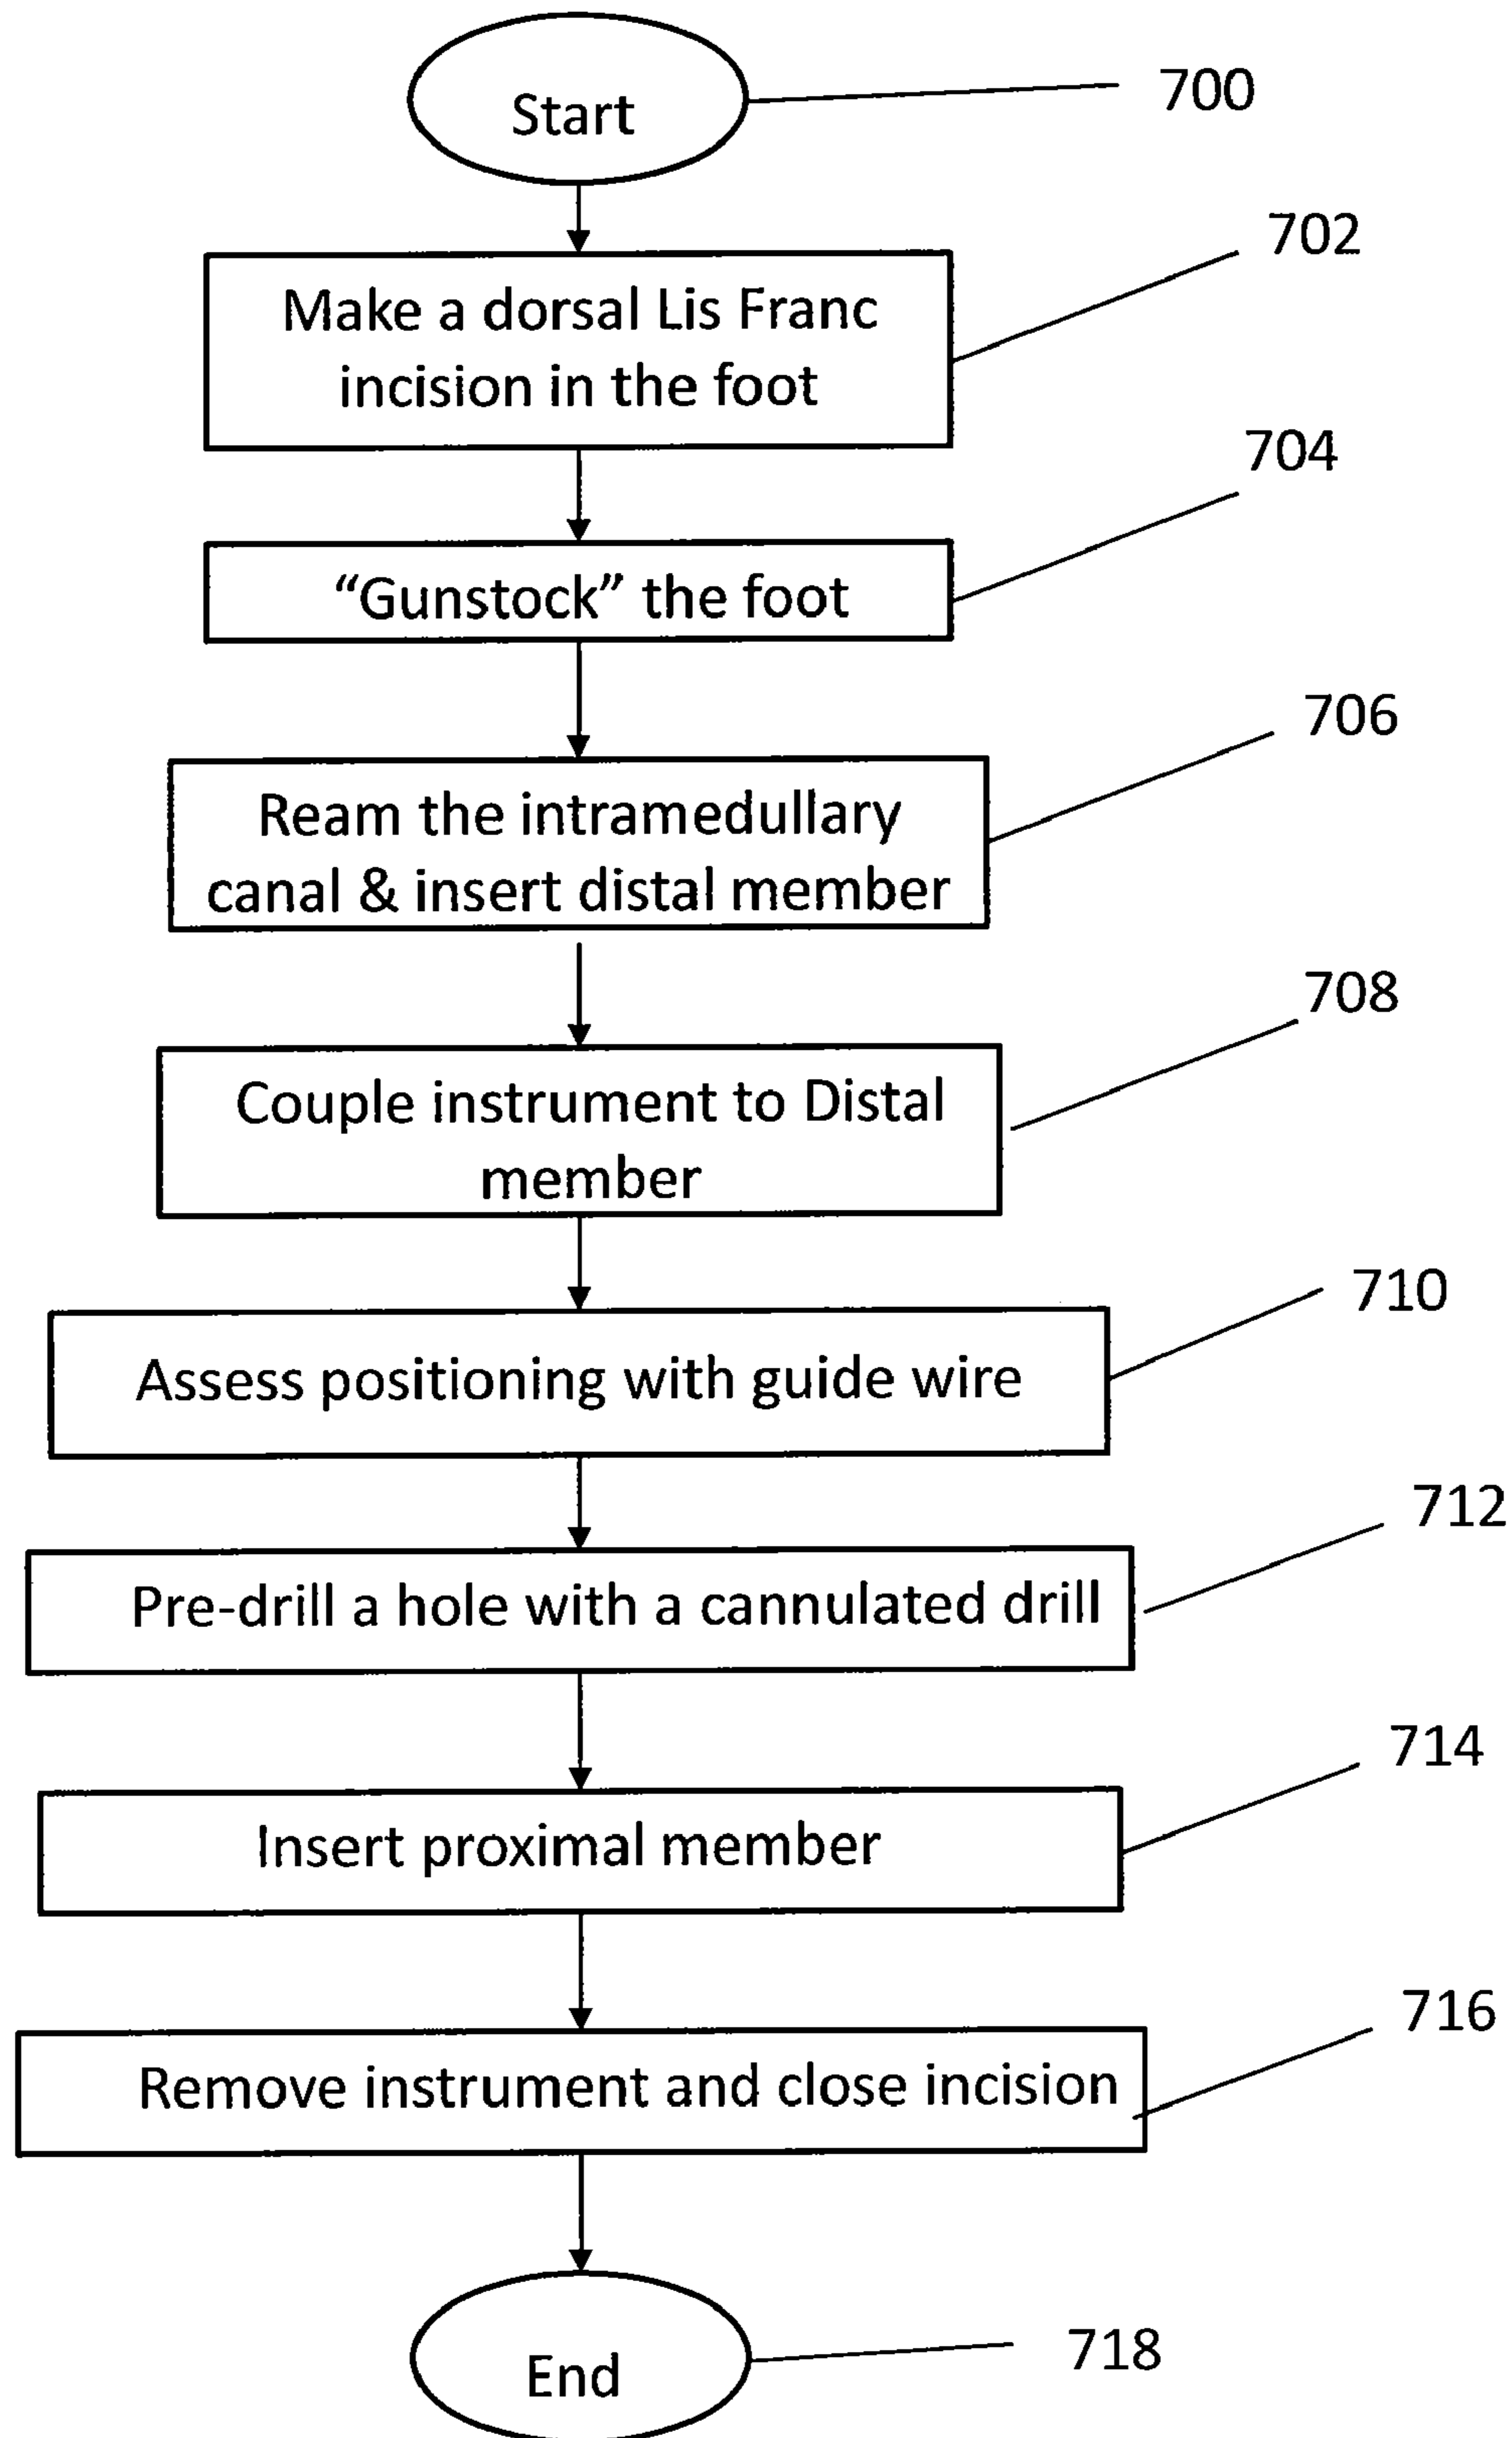 Start
700
702
Make a dorsal Lis Franc
incision in the foot
704
“Gunstock” the foot
706
Ream the intramedullary
canal & insert distal member
708
Couple instrument to Distal
member
710
Assess positioning with guide wire
712
Pre-drill a hole with a cannulated drill
714
Insert proximal member
716
Remove instrument and close incision
718
End